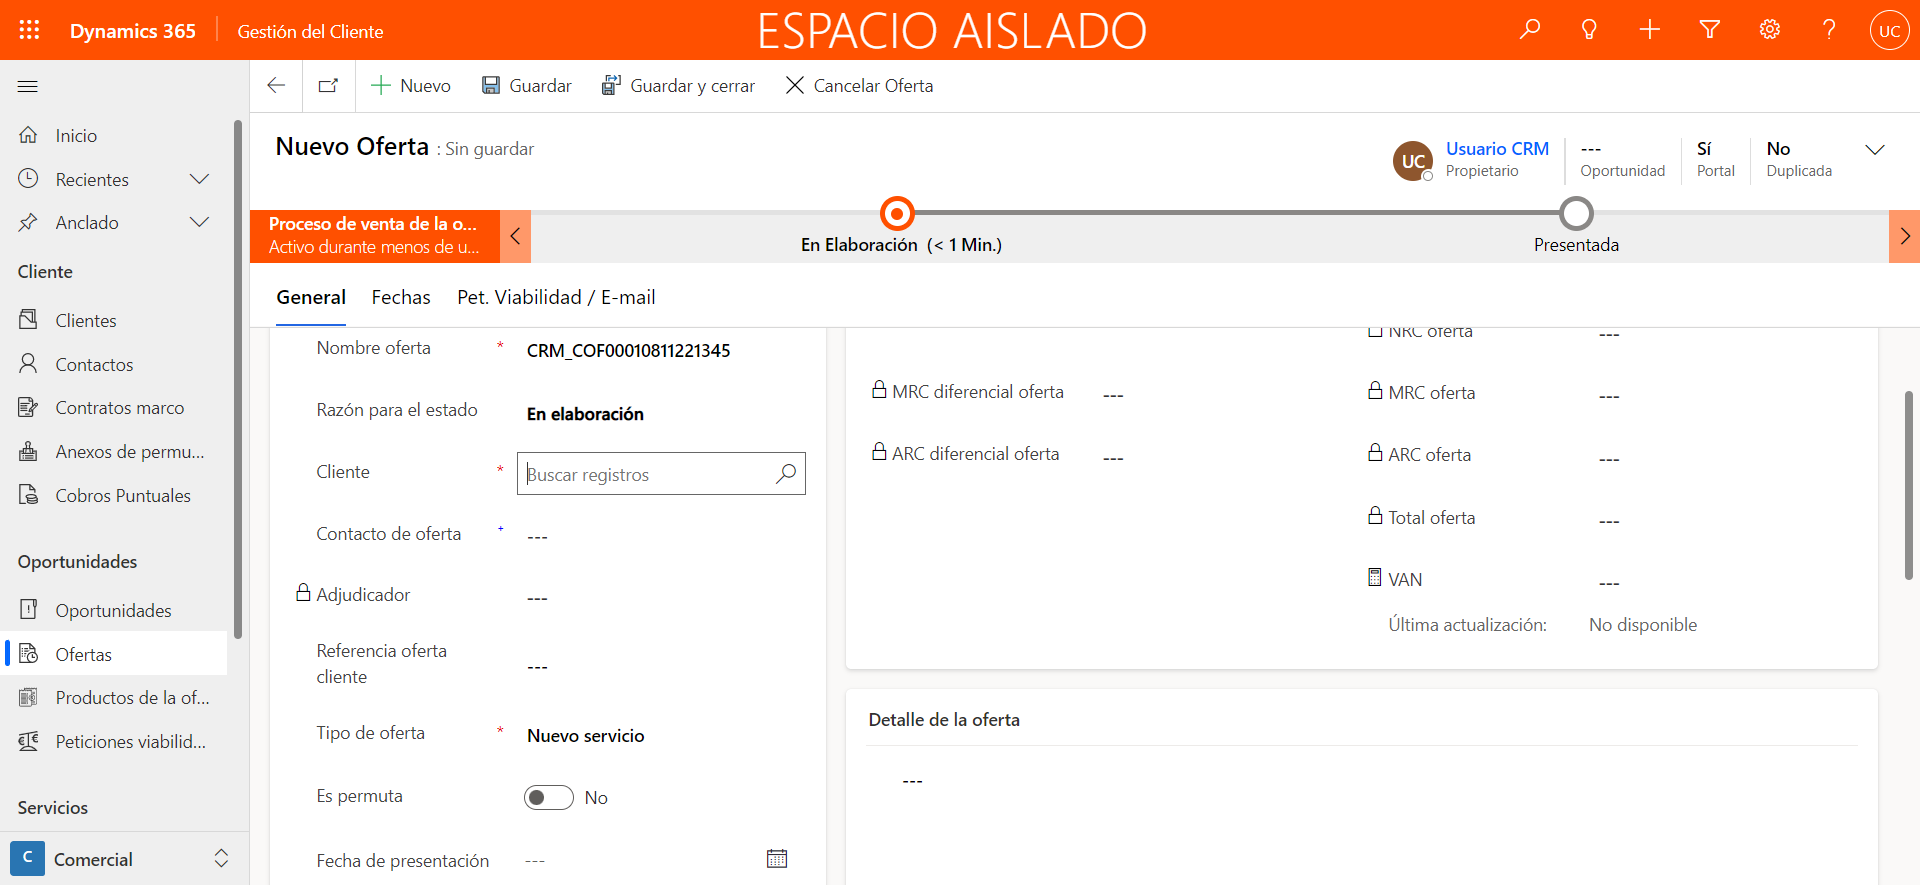 Dynamics 365
Gestión del Cliente
ESPACIO AISLADO
UC
Nuevo
Guardar
Guardar y cerrar
Cancelar Oferta
Inicio
Recientes
Anclado
Cliente
Clientes
Contactos
Contratos marco
Anexos de permu...
Cobros Puntuales
Oportunidades
Oportunidades
Ofertas
Productos de la of...
Peticiones viabilid...
Servicios
C
Comercial
Nuevo Oferta : Sin guardar
UC
Usuario CRM
Propietario
---
Oportunidad
Sí
Portal
No
Duplicada
Proceso de venta de la o...
Activo durante menos de u...
En Elaboración (< 1 Min.)
Presentada
General
Fechas
Pet. Viabilidad / E-mail
Nombre oferta * CRM_COF00010811221345
Razón para el estado En elaboración
Cliente * Buscar registros
Contacto de oferta + ---
Adjudicador ---
Referencia oferta
cliente
---
Tipo de oferta * Nuevo servicio
Es permuta No
Fecha de presentación ---
MRC diferencial oferta ---
ARC diferencial oferta ---
NRC oferta ---
MRC oferta ---
ARC oferta ---
Total oferta ---
VAN ---
Última actualización: No disponible
Detalle de la oferta
---